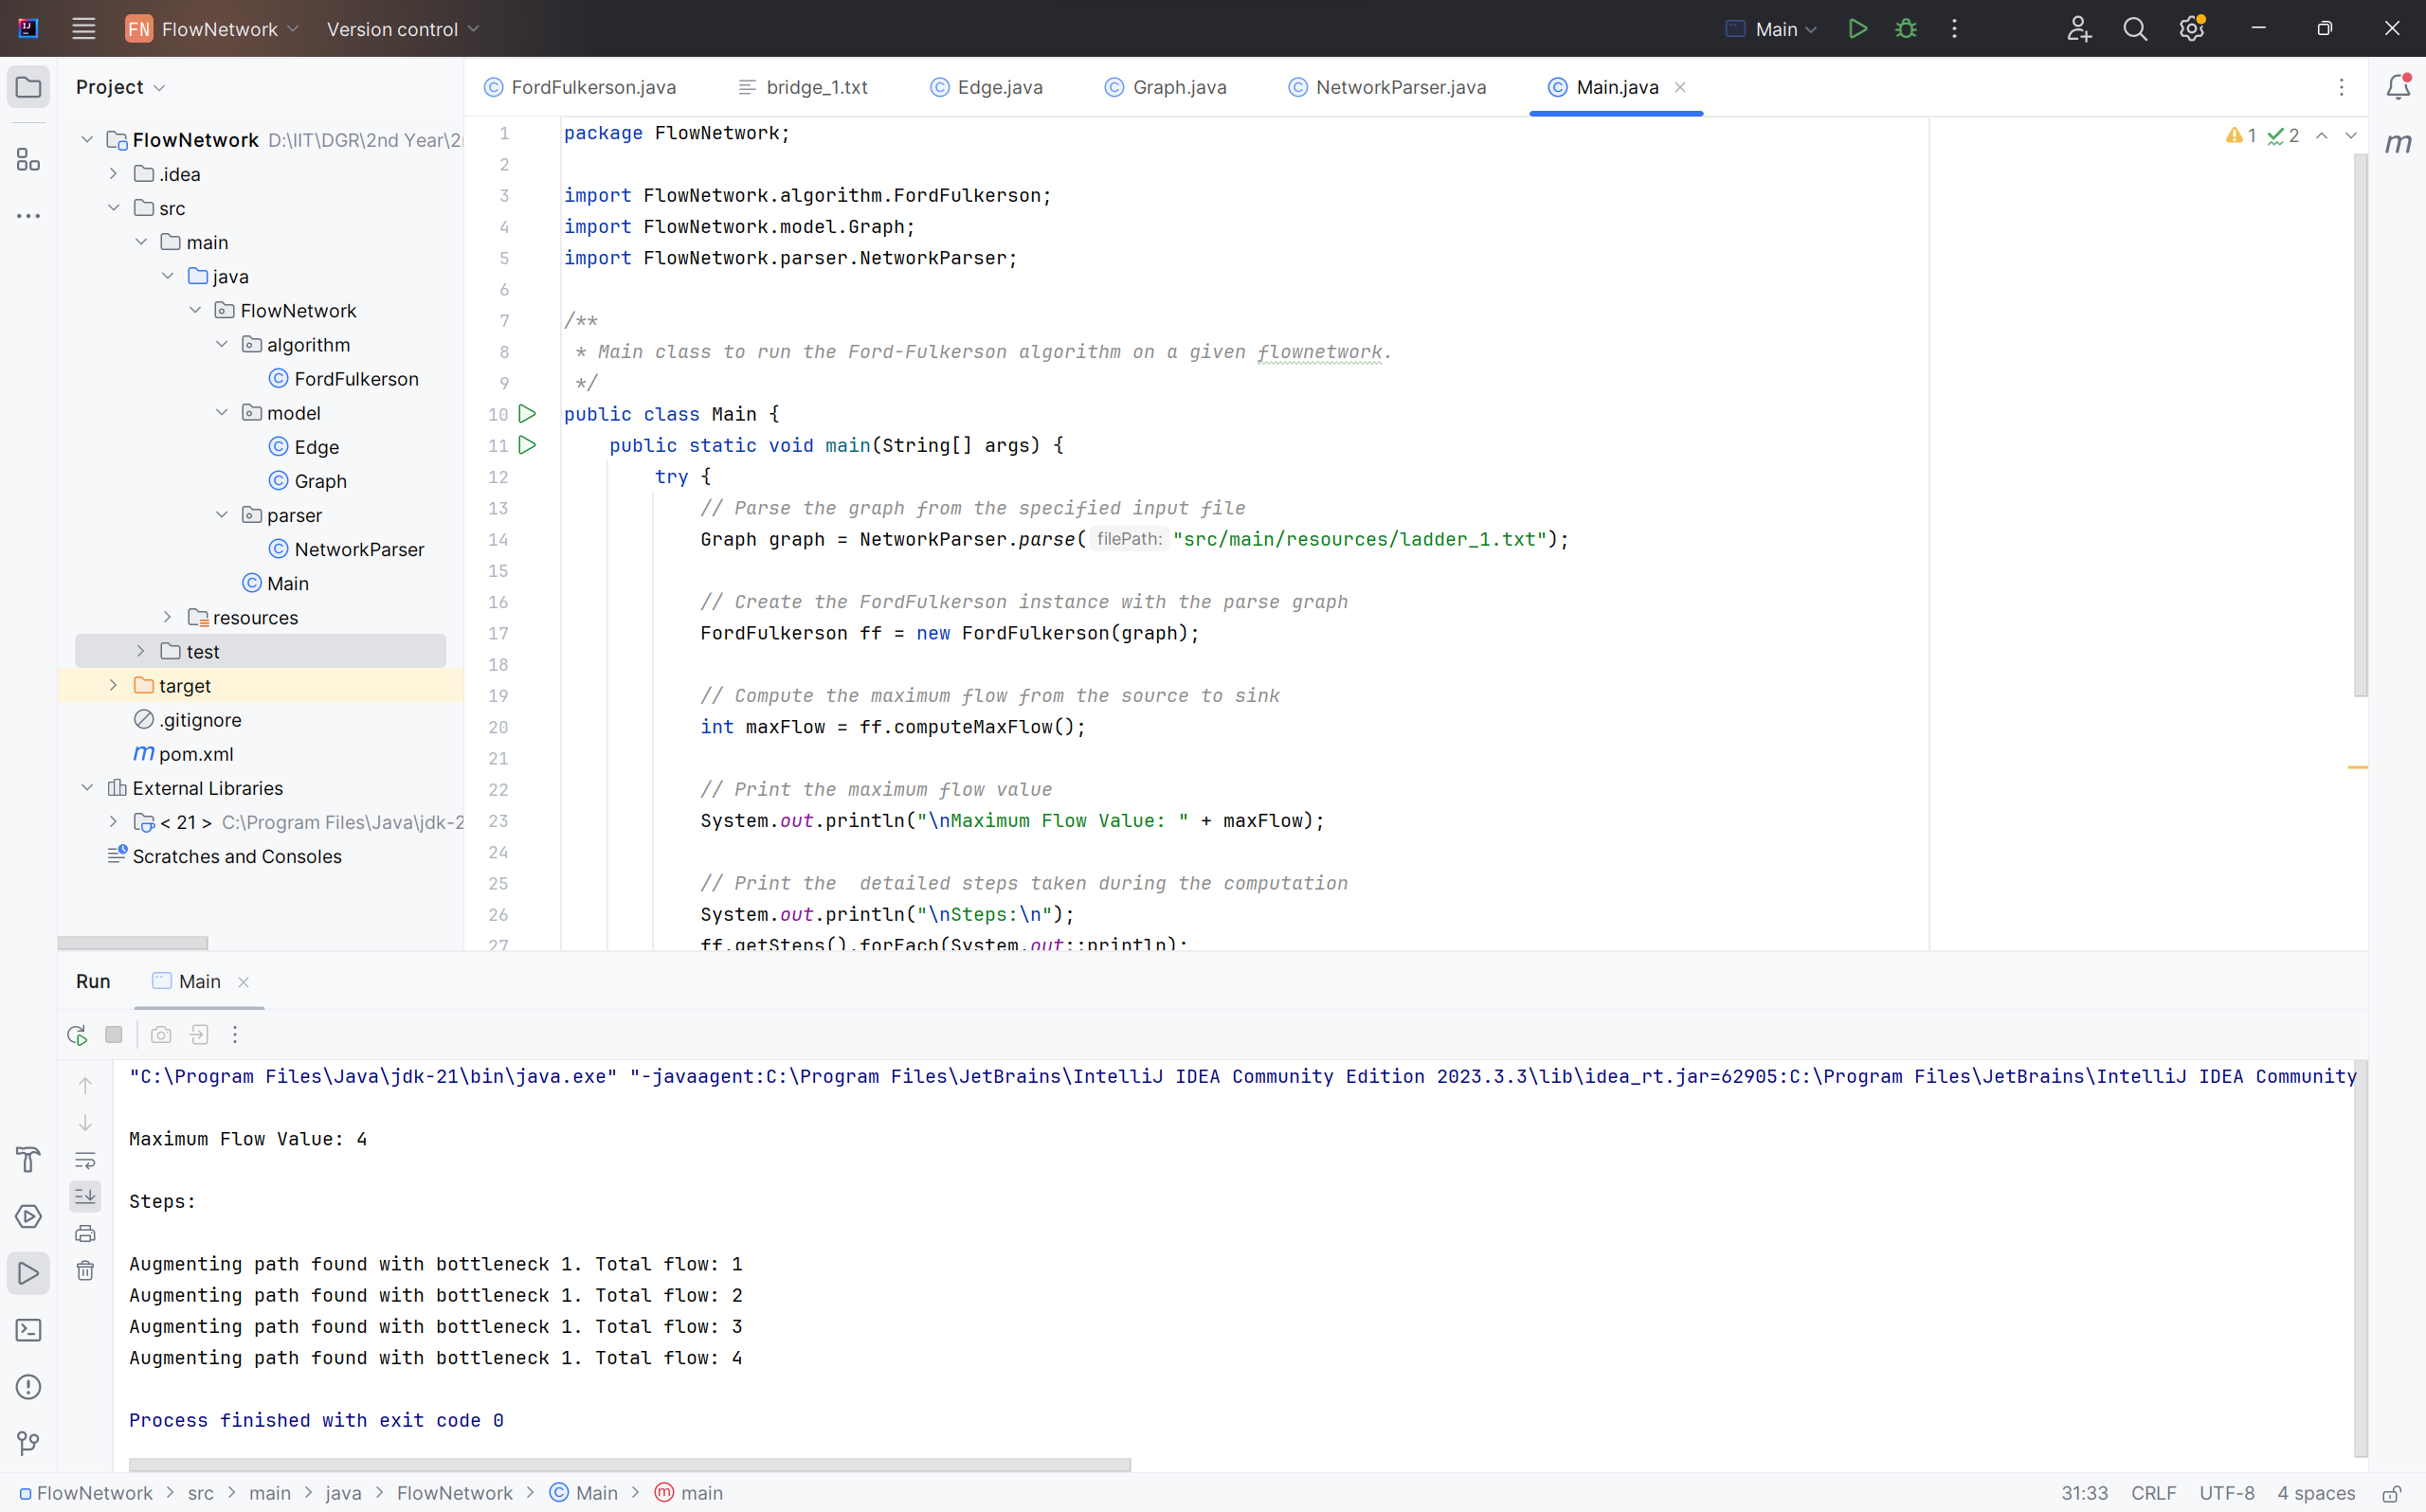 FN FlowNetwork Version control Main
Project
FordFulkerson.java bridge_1.txt Edge.java Graph.java NetworkParser.java Main.java
FlowNetwork D:\IIT\DGR\2nd Year\2
.idea
src
main
java
FlowNetwork
algorithm
FordFulkerson
model
Edge
Graph
parser
NetworkParser
Main
resources
test
target
.gitignore
m pom.xml
External Libraries
< 21 > C:\Program Files\Java\jdk-2
Scratches and Consoles
1 package FlowNetwork;
2
3 import FlowNetwork.algorithm.FordFulkerson;
4 import FlowNetwork.model.Graph;
5 import FlowNetwork.parser.NetworkParser;
6
7 /**
8 * Main class to run the Ford-Fulkerson algorithm on a given flownetwork.
9 */
10 public class Main {
11 public static void main(String[] args) {
12 try {
13 // Parse the graph from the specified input file
14 Graph graph = NetworkParser.parse( filePath: "src/main/resources/ladder_1.txt");
15
16 // Create the FordFulkerson instance with the parse graph
17 FordFulkerson ff = new FordFulkerson(graph);
18
19 // Compute the maximum flow from the source to sink
20 int maxFlow = ff.computeMaxFlow();
21
22 // Print the maximum flow value
23 System.out.println("\nMaximum Flow Value: " + maxFlow);
24
25 // Print the  detailed steps taken during the computation
26 System.out.println("\nSteps:\n");
27 ff.getSteps().forEach(System.out::println);
1 2
m
Run Main
"C:\Program Files\Java\jdk-21\bin\java.exe" "-javaagent:C:\Program Files\JetBrains\IntelliJ IDEA Community Edition 2023.3.3\lib\idea_rt.jar=62905:C:\Program Files\JetBrains\IntelliJ IDEA Community
Maximum Flow Value: 4
Steps:
Augmenting path found with bottleneck 1. Total flow: 1
Augmenting path found with bottleneck 1. Total flow: 2
Augmenting path found with bottleneck 1. Total flow: 3
Augmenting path found with bottleneck 1. Total flow: 4
Process finished with exit code 0
FlowNetwork > src > main > java > FlowNetwork > Main > main 31:33 CRLF UTF-8 4 spaces